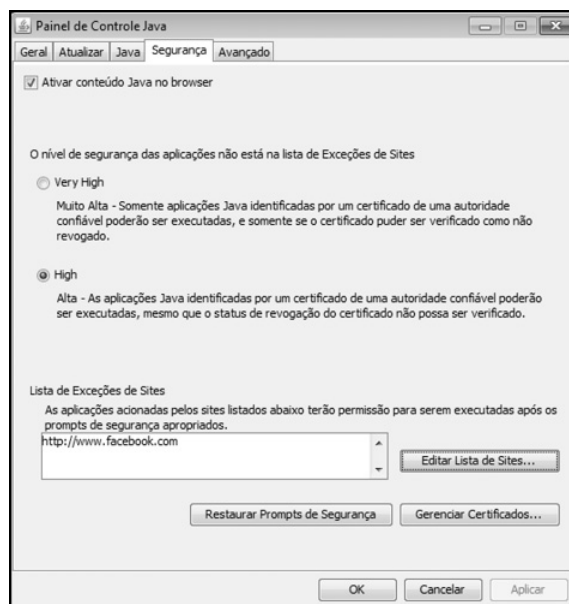 Painel de Controle Java
Geral Atualizar Java Segurança Avançado
Ativar conteúdo Java no browser
O nível de segurança das aplicações não está na lista de Exceções de Sites
Very High
Muito Alta - Somente aplicações Java identificadas por um certificado de uma autoridade
confiável poderão ser executadas, e somente se o certificado puder ser verificado como não
revogado.
High
Alta - As aplicações Java identificadas por um certificado de uma autoridade confiável poderão
ser executadas, mesmo que o status de revogação do certificado não possa ser verificado.
Lista de Exceções de Sites
As aplicações acionadas pelos sites listados abaixo terão permissão para serem executadas após os
prompts de segurança apropriados.
http://www.facebook.com
Editar Lista de Sites...
Restaurar Prompts de Segurança Gerenciar Certificados...
OK Cancelar Aplicar